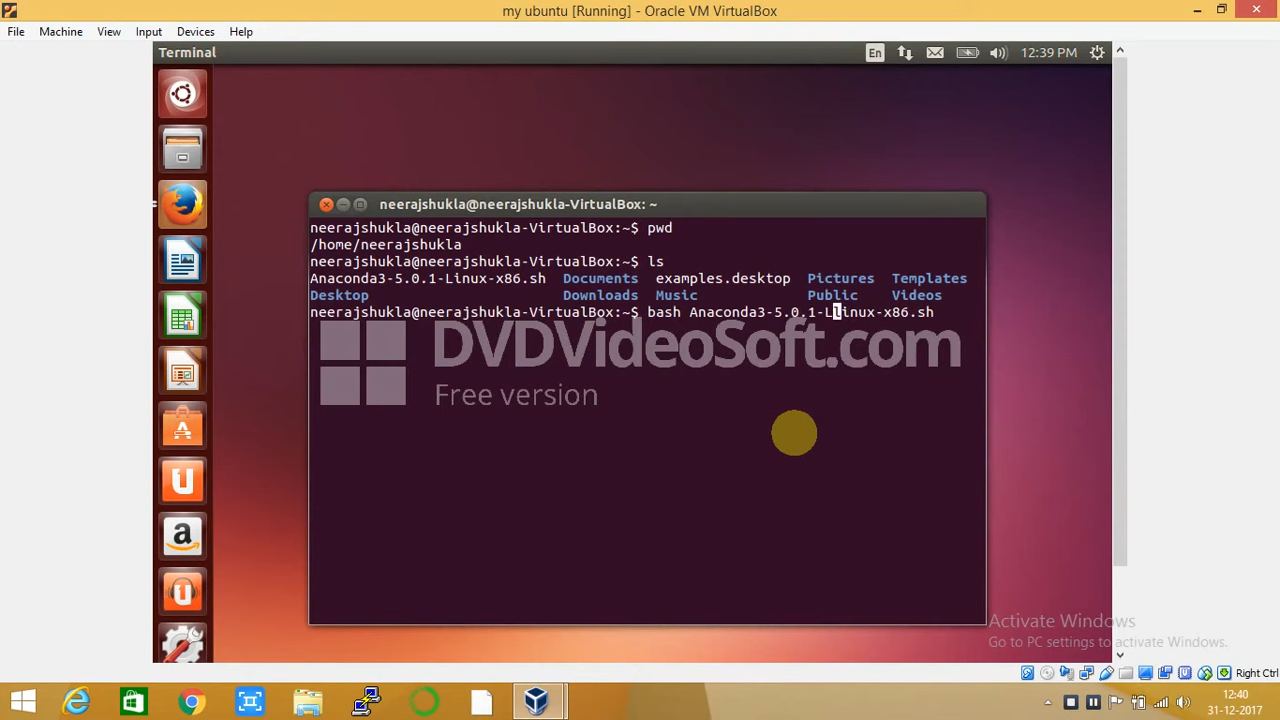 my ubuntu [Running] - Oracle VM VirtualBox
File Machine View Input Devices Help
Terminal
En
12:39 PM
neerajshukla@neerajshukla-VirtualBox: ~
neerajshukla@neerajshukla-VirtualBox:~$ pwd
/home/neerajshukla
neerajshukla@neerajshukla-VirtualBox:~$ ls
Anaconda3-5.0.1-Linux-x86.sh Documents examples.desktop Pictures Templates
Desktop Downloads Music Public Videos
neerajshukla@neerajshukla-VirtualBox:~$ bash Anaconda3-5.0.1-Llinux-x86.sh
DVDVideoSoft.com
Free version
Activate Windows
Go to PC settings to activate Windows.
Right Ctrl
12:40
31-12-2017